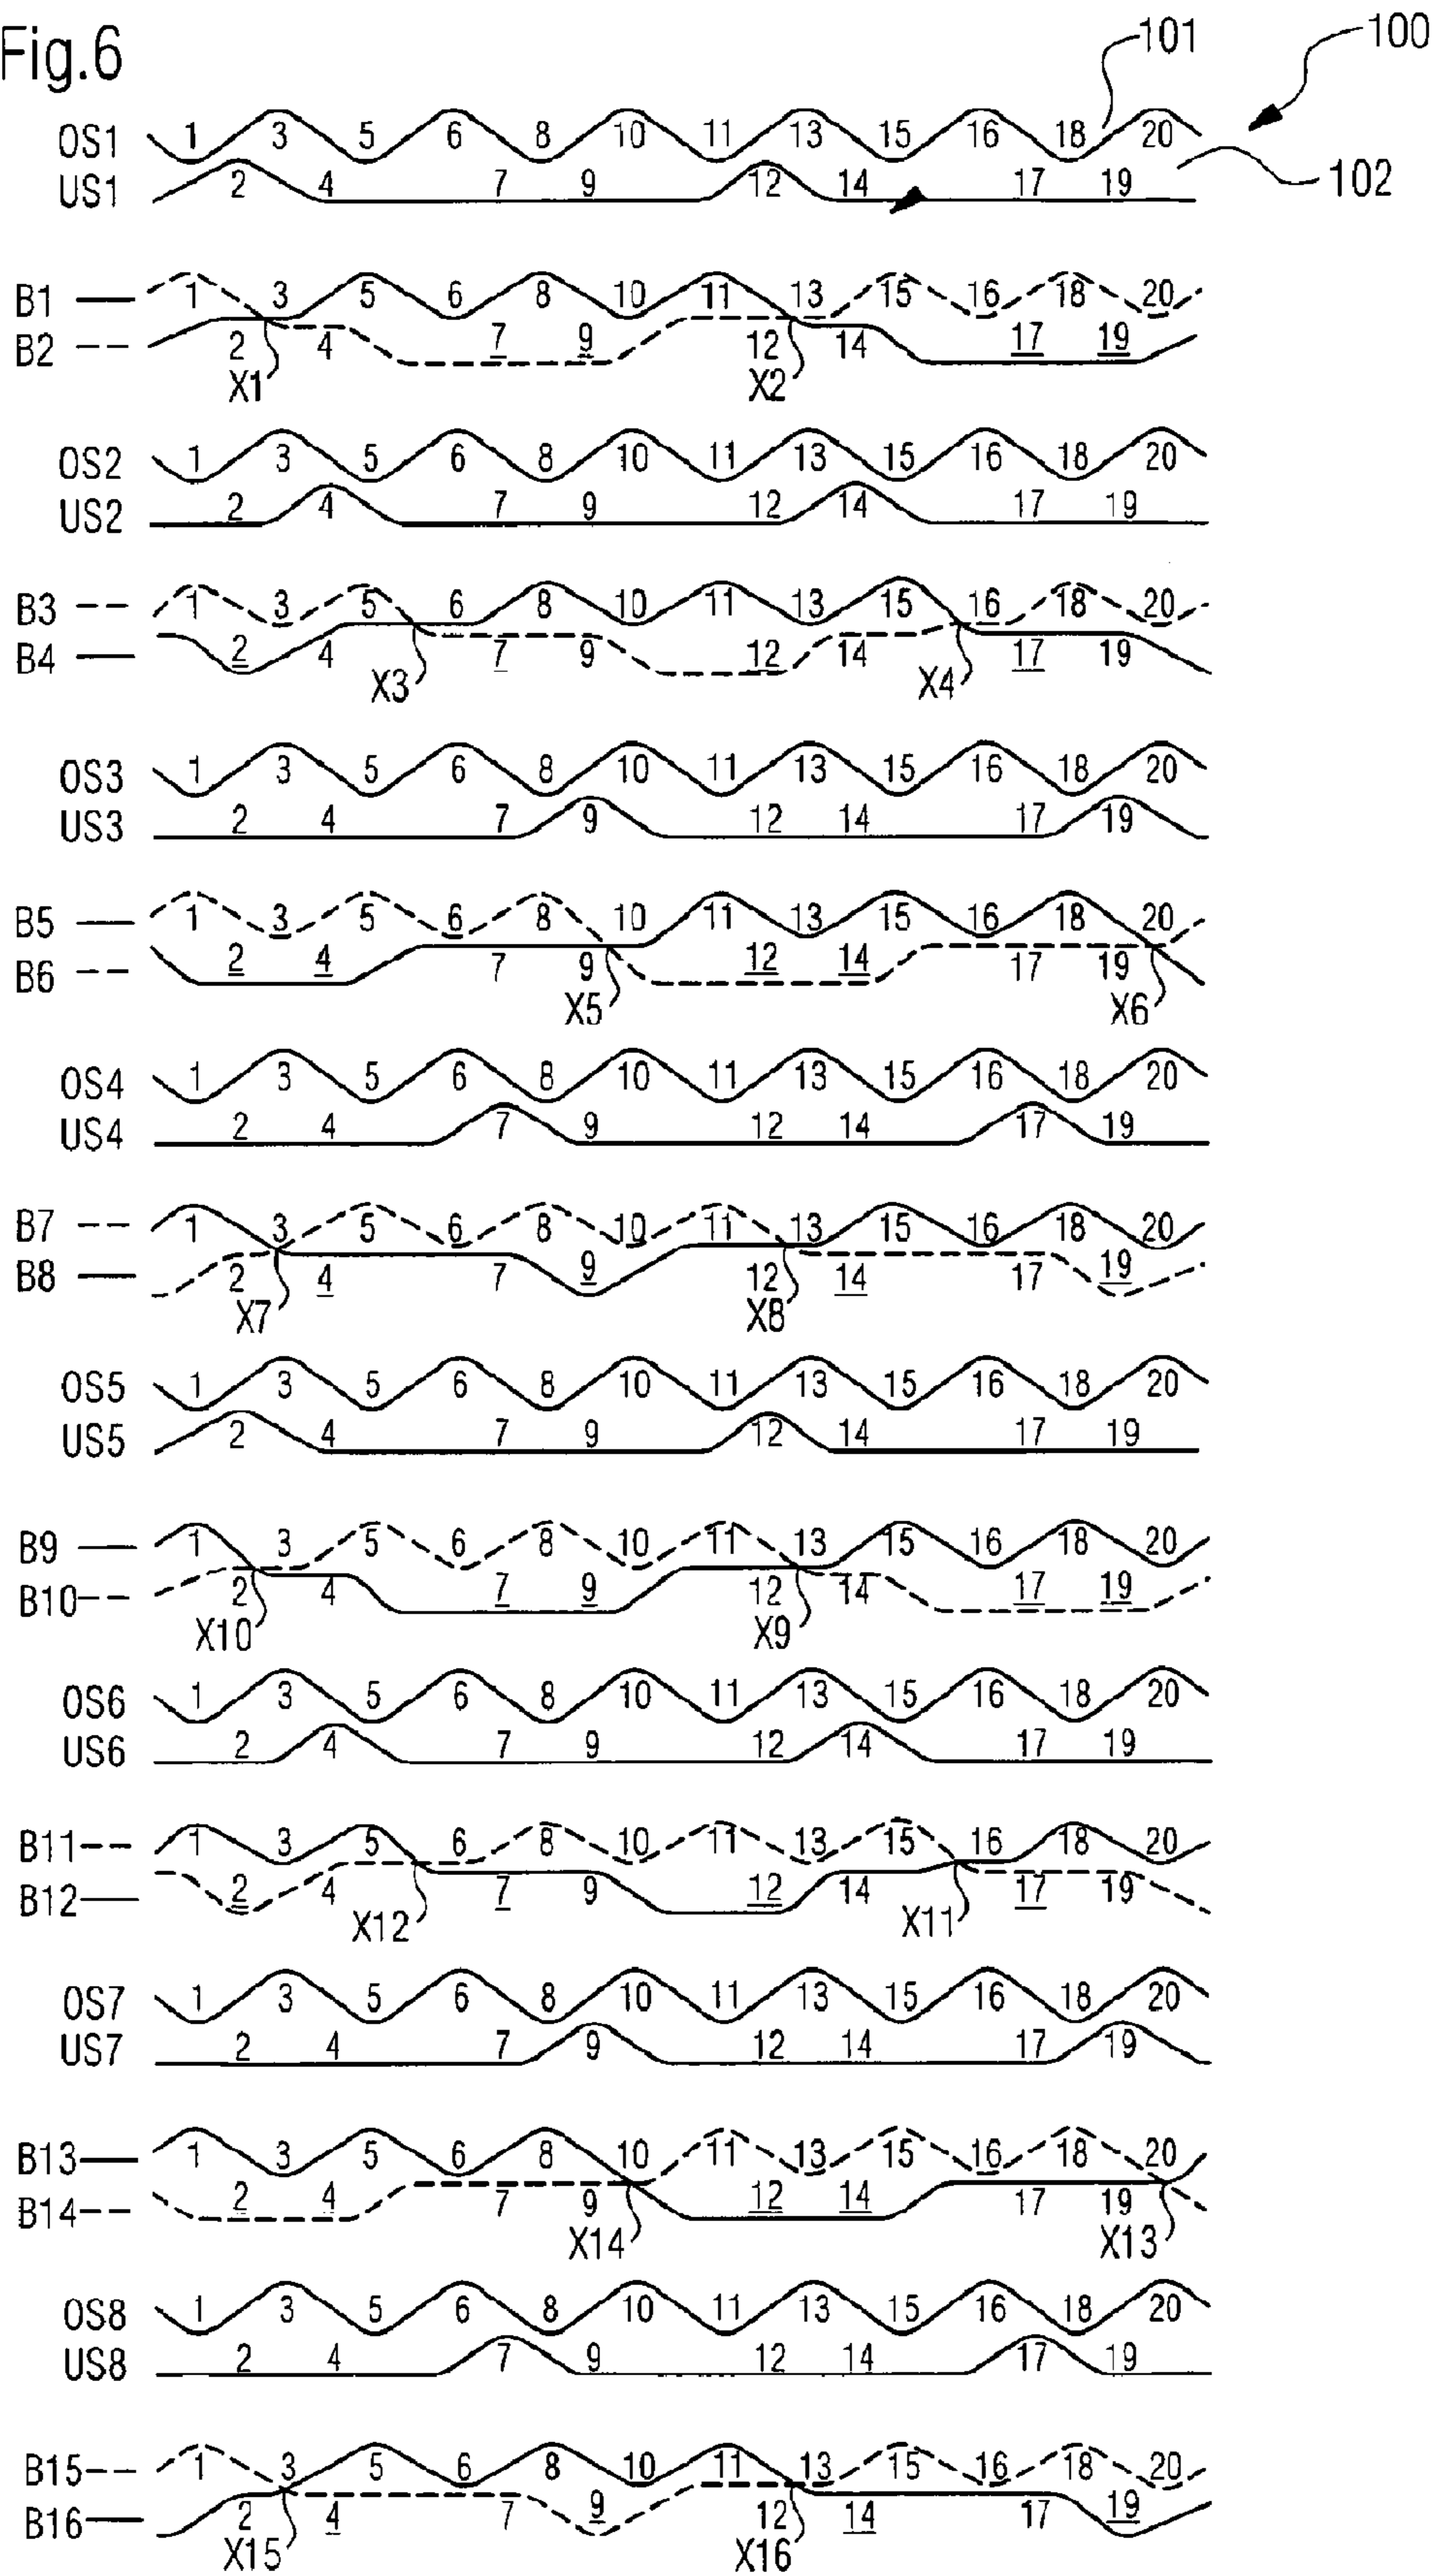 Fig.6
101
100
OS1 1 3 5 6 8 10 11 13 15 16 18 20
US1 2 4 7 9 12 14 17 19
102
B1 1 3 5 6 8 10 11 13 15 16 18 20
B2 2 4 7 9 12 14 17 19
X1 X2
OS2 1 3 5 6 8 10 11 13 15 16 18 20
US2 2 4 7 9 12 14 17 19
B3 1 3 5 6 8 10 11 13 15 16 18 20
B4 2 4 7 9 12 14 17 19
X3 X4
OS3 1 3 5 6 8 10 11 13 15 16 18 20
US3 2 4 7 9 12 14 17 19
B5 1 3 5 6 8 10 11 13 15 16 18 20
B6 2 4 7 9 12 14 17 19
X5 X6
OS4 1 3 5 6 8 10 11 13 15 16 18 20
US4 2 4 7 9 12 14 17 19
B7 1 3 5 6 8 10 11 13 15 16 18 20
B8 2 4 7 9 12 14 17 19
X7 X8
OS5 1 3 5 6 8 10 11 13 15 16 18 20
US5 2 4 7 9 12 14 17 19
B9 1 3 5 6 8 10 11 13 15 16 18 20
B10 2 4 7 9 12 14 17 19
X10 X9
OS6 1 3 5 6 8 10 11 13 15 16 18 20
US6 2 4 7 9 12 14 17 19
B11 1 3 5 6 8 10 11 13 15 16 18 20
B12 2 4 7 9 12 14 17 19
X12 X11
OS7 1 3 5 6 8 10 11 13 15 16 18 20
US7 2 4 7 9 12 14 17 19
B13 1 3 5 6 8 10 11 13 15 16 18 20
B14 2 4 7 9 12 14 17 19
X14 X13
OS8 1 3 5 6 8 10 11 13 15 16 18 20
US8 2 4 7 9 12 14 17 19
B15 1 3 5 6 8 10 11 13 15 16 18 20
B16 2 4 7 9 12 14 17 19
X15 X16